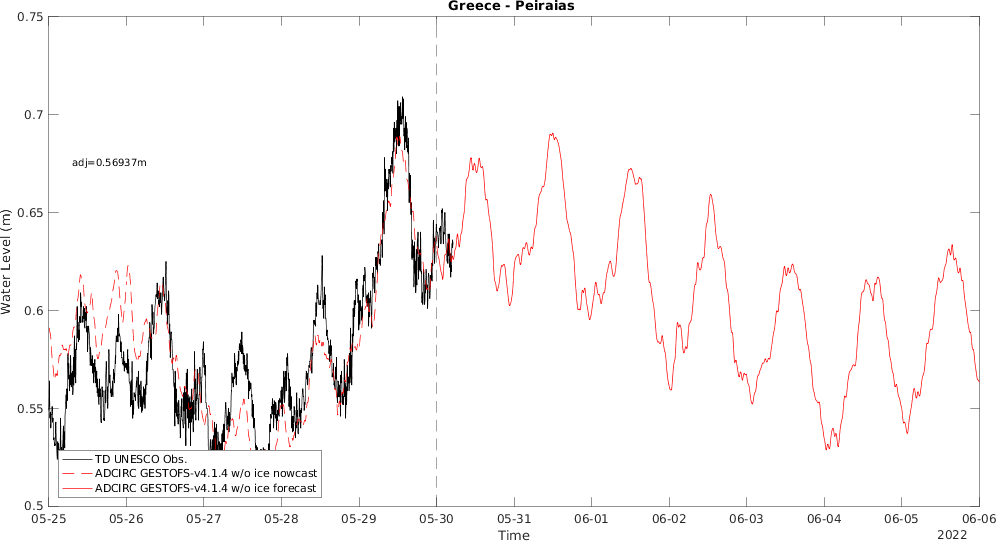 Greece - Peiraias
Water Level (m)
0.75
0.7
0.65
0.6
0.55
0.5
adj=0.56937m
TD UNESCO Obs.
ADCIRC GESTOFS-v4.1.4 w/o ice nowcast
ADCIRC GESTOFS-v4.1.4 w/o ice forecast
05-25 05-26 05-27 05-28 05-29 05-30 05-31 06-01 06-02 06-03 06-04 06-05 06-06
Time
2022